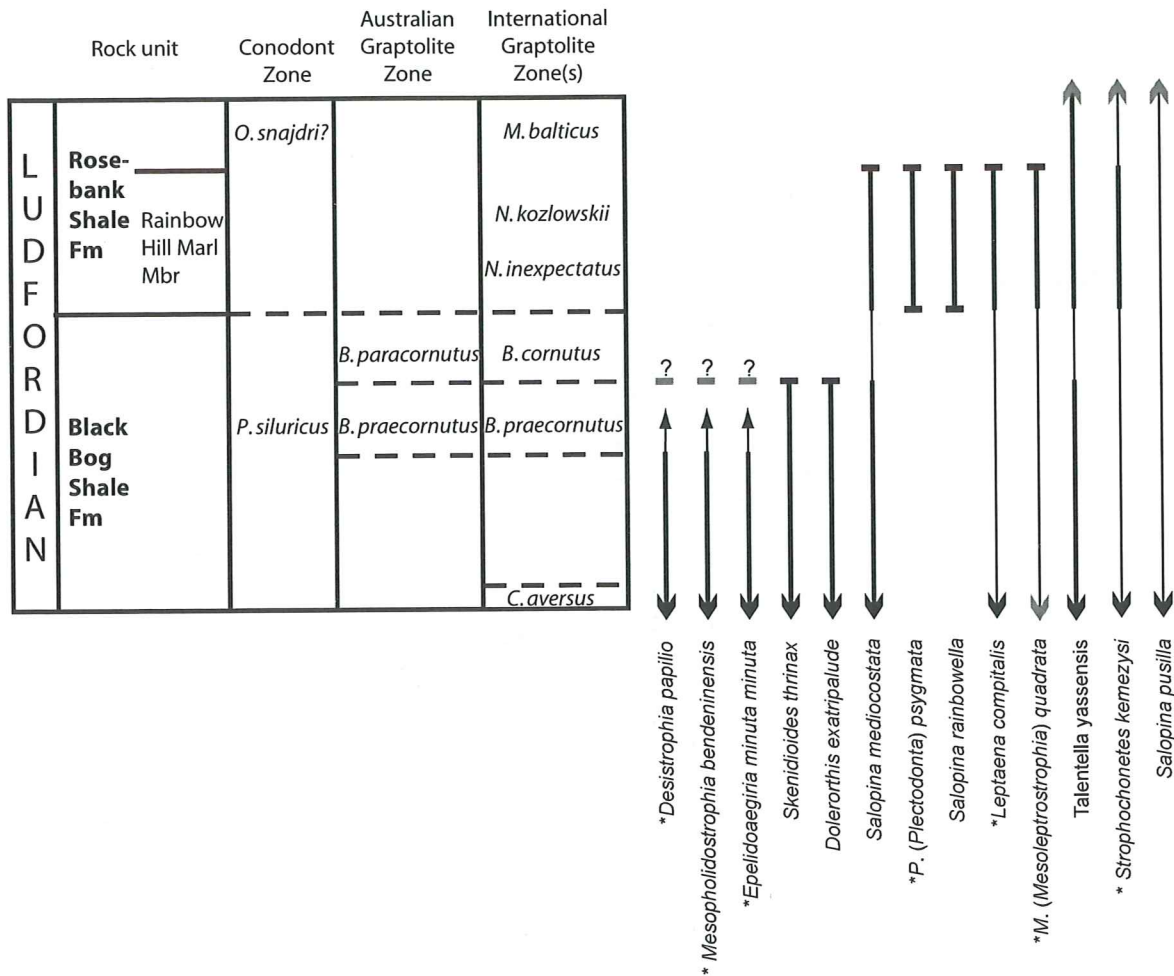 Rock unit
Conodont
Zone
Australian
Graptolite
Zone
International
Graptolite
Zone(s)
LUDFORDIAN
Rose-
bank
Shale
Fm
Rainbow
Hill Marl
Mbr
O. snajdri?
M. balticus
N. kozlowskii
N. inexpectatus
Black
Bog
Shale
Fm
P. siluricus
B. paracornutus
B. praecornutus
B. cornutus
B. praecornutus
C. aversus
?
?
?
*Desistrophia papilio
* Mesopholidostrophia bendeninensis
*Epelidoaegiria minuta minuta
Skenidioides thrinax
Dolerorthis exatripalude
Salopina mediocostata
*P. (Plectodonta) psygmata
Salopina rainbowella
*Leptaena compitalis
*M. (Mesoleptrostrophia) quadrata
Talentella yassensis
* Strophochonetes kemezysi
Salopina pusilla